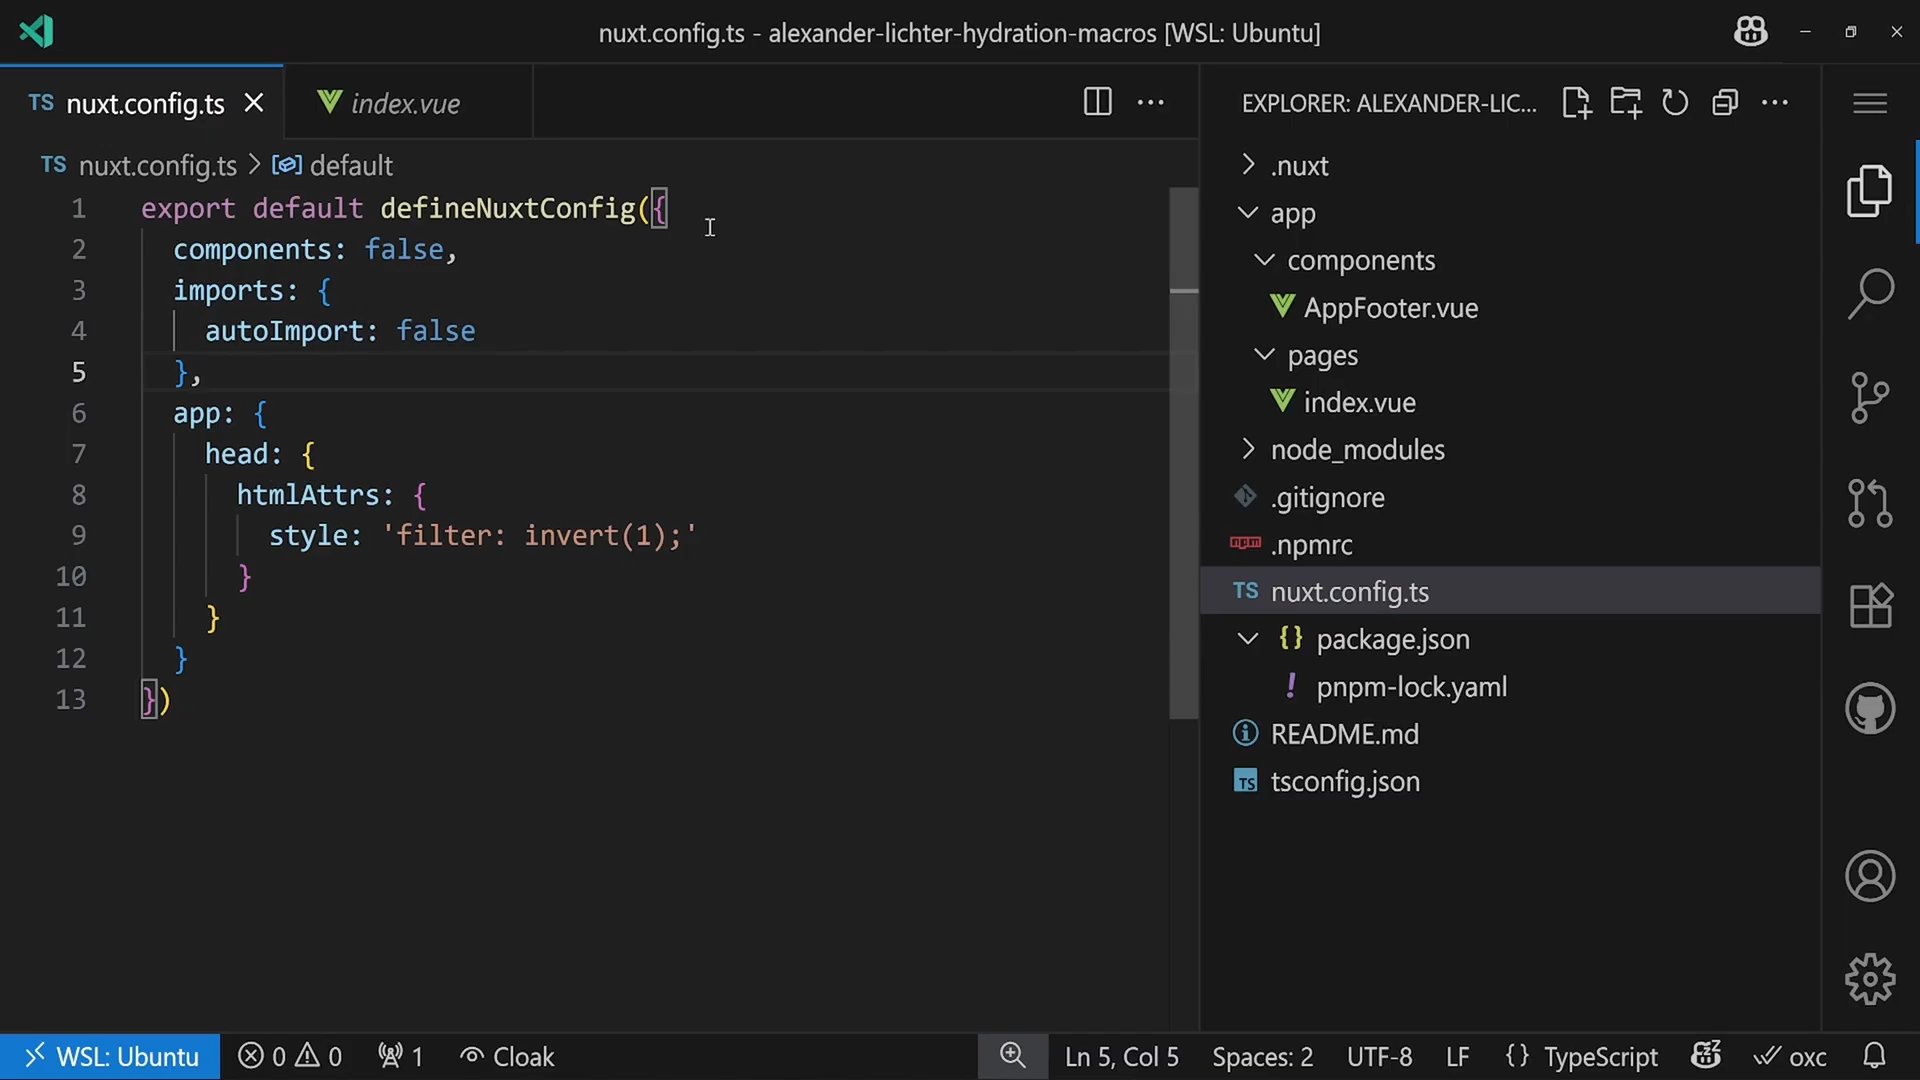 nuxt.config.ts - alexander-lichter-hydration-macros [WSL: Ubuntu]
TS nuxt.config.ts
index.vue
TS nuxt.config.ts > default
1 export default defineNuxtConfig({
2 components: false,
3 imports: {
4 autoImport: false
5 },
6 app: {
7 head: {
8 htmlAttrs: {
9 style: 'filter: invert(1);'
10 }
11 }
12 }
13 })
EXPLORER: ALEXANDER-LIC...
.nuxt
app
components
AppFooter.vue
pages
index.vue
node_modules
.gitignore
npm .npmrc
TS nuxt.config.ts
{} package.json
! pnpm-lock.yaml
README.md
TS tsconfig.json
WSL: Ubuntu 0 0 1 Cloak Ln 5, Col 5 Spaces: 2 UTF-8 LF {} TypeScript oxc